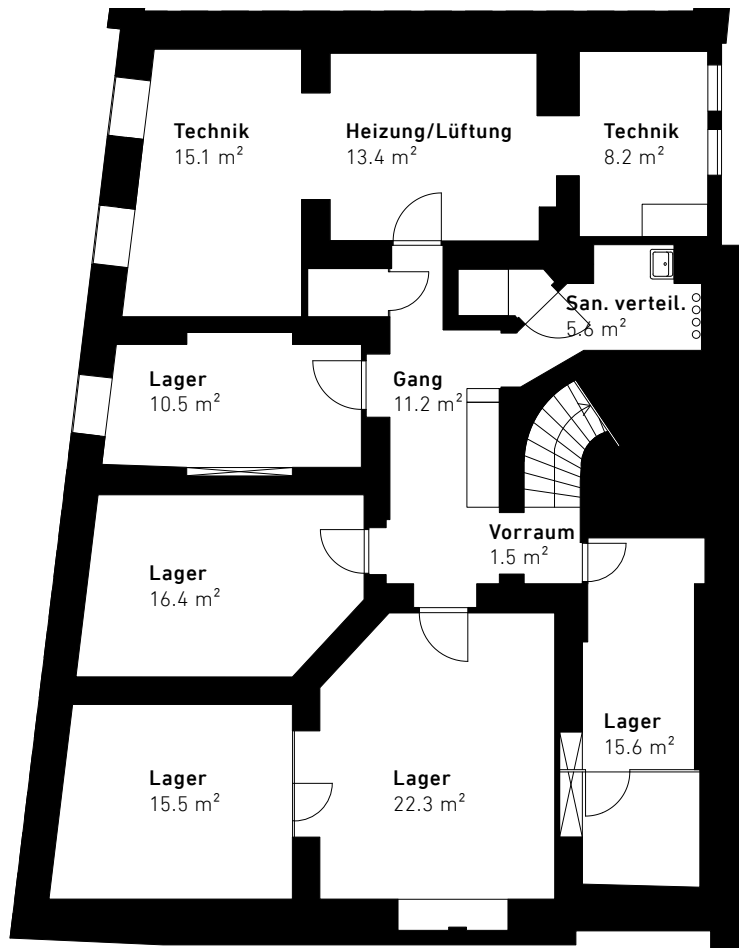 Technik
15.1 m²
Heizung/Lüftung
13.4 m²
Technik
8.2 m²
San. verteil.
5.6 m²
Lager
10.5 m²
Gang
11.2 m²
Vorraum
1.5 m²
Lager
16.4 m²
Lager
15.6 m²
Lager
15.5 m²
Lager
22.3 m²